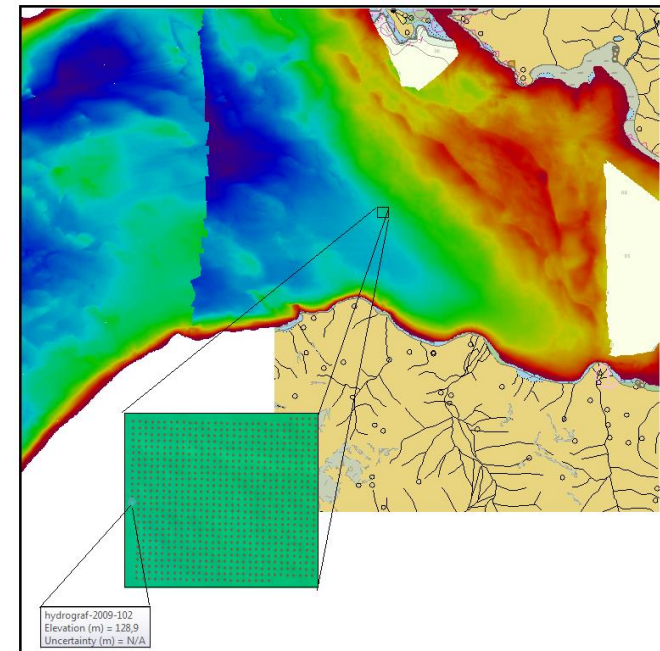 hydrograf-2009-102
Elevation (m) = 128,9
Uncertainty (m) = N/A